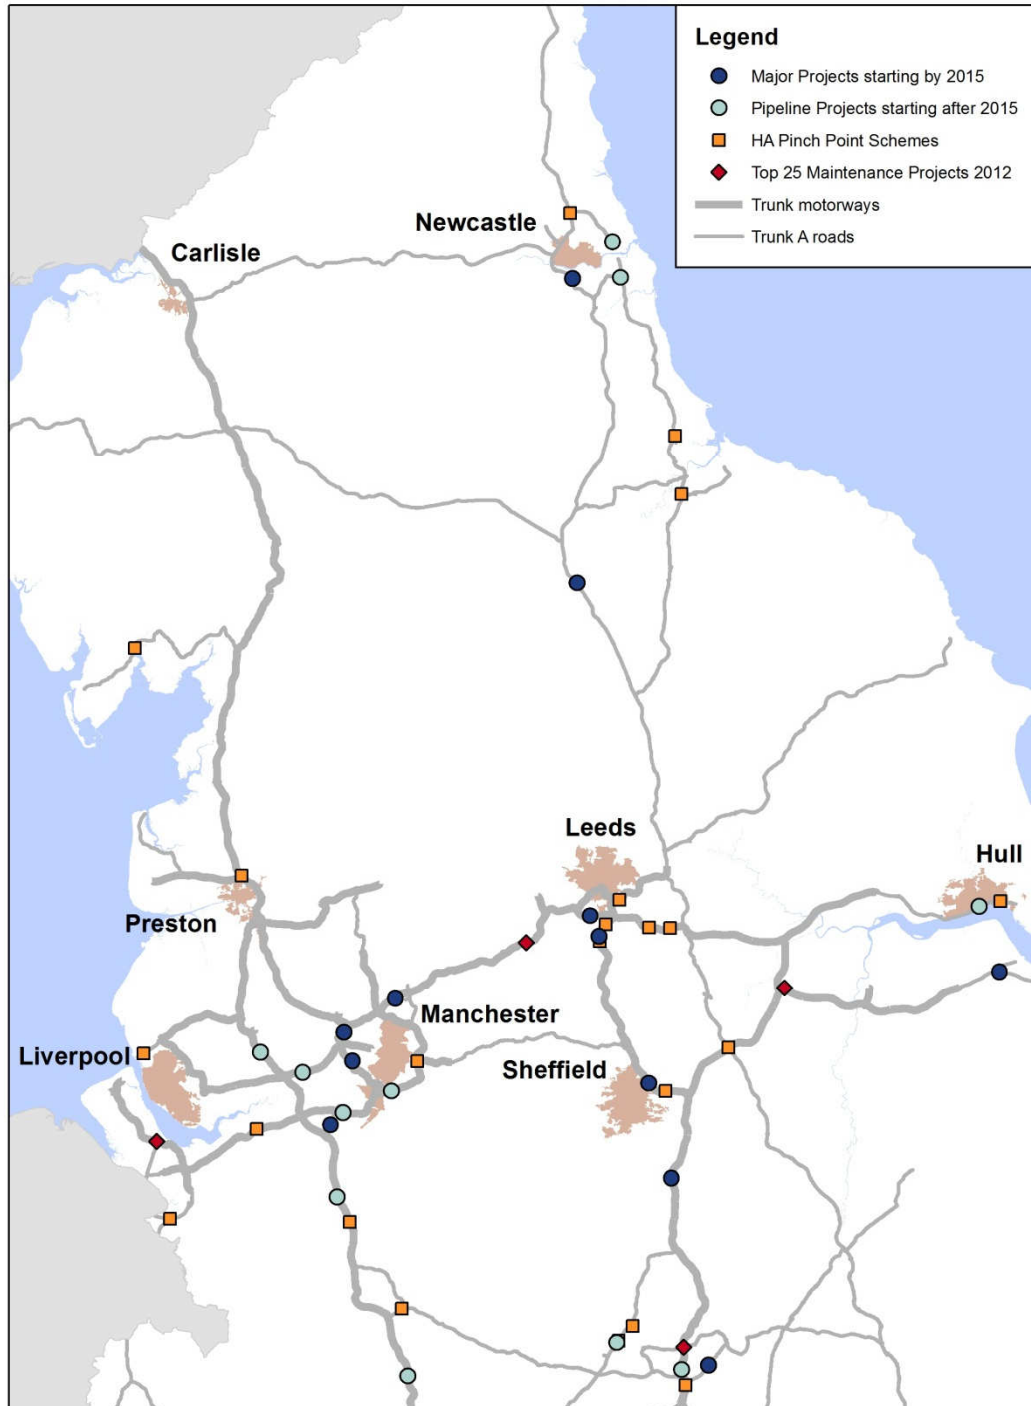 Legend
Major Projects starting by 2015
Pipeline Projects starting after 2015
HA Pinch Point Schemes
Top 25 Maintenance Projects 2012
Trunk motorways
Trunk A roads
Newcastle
Carlisle
Leeds
Hull
Preston
Manchester
Liverpool
Sheffield